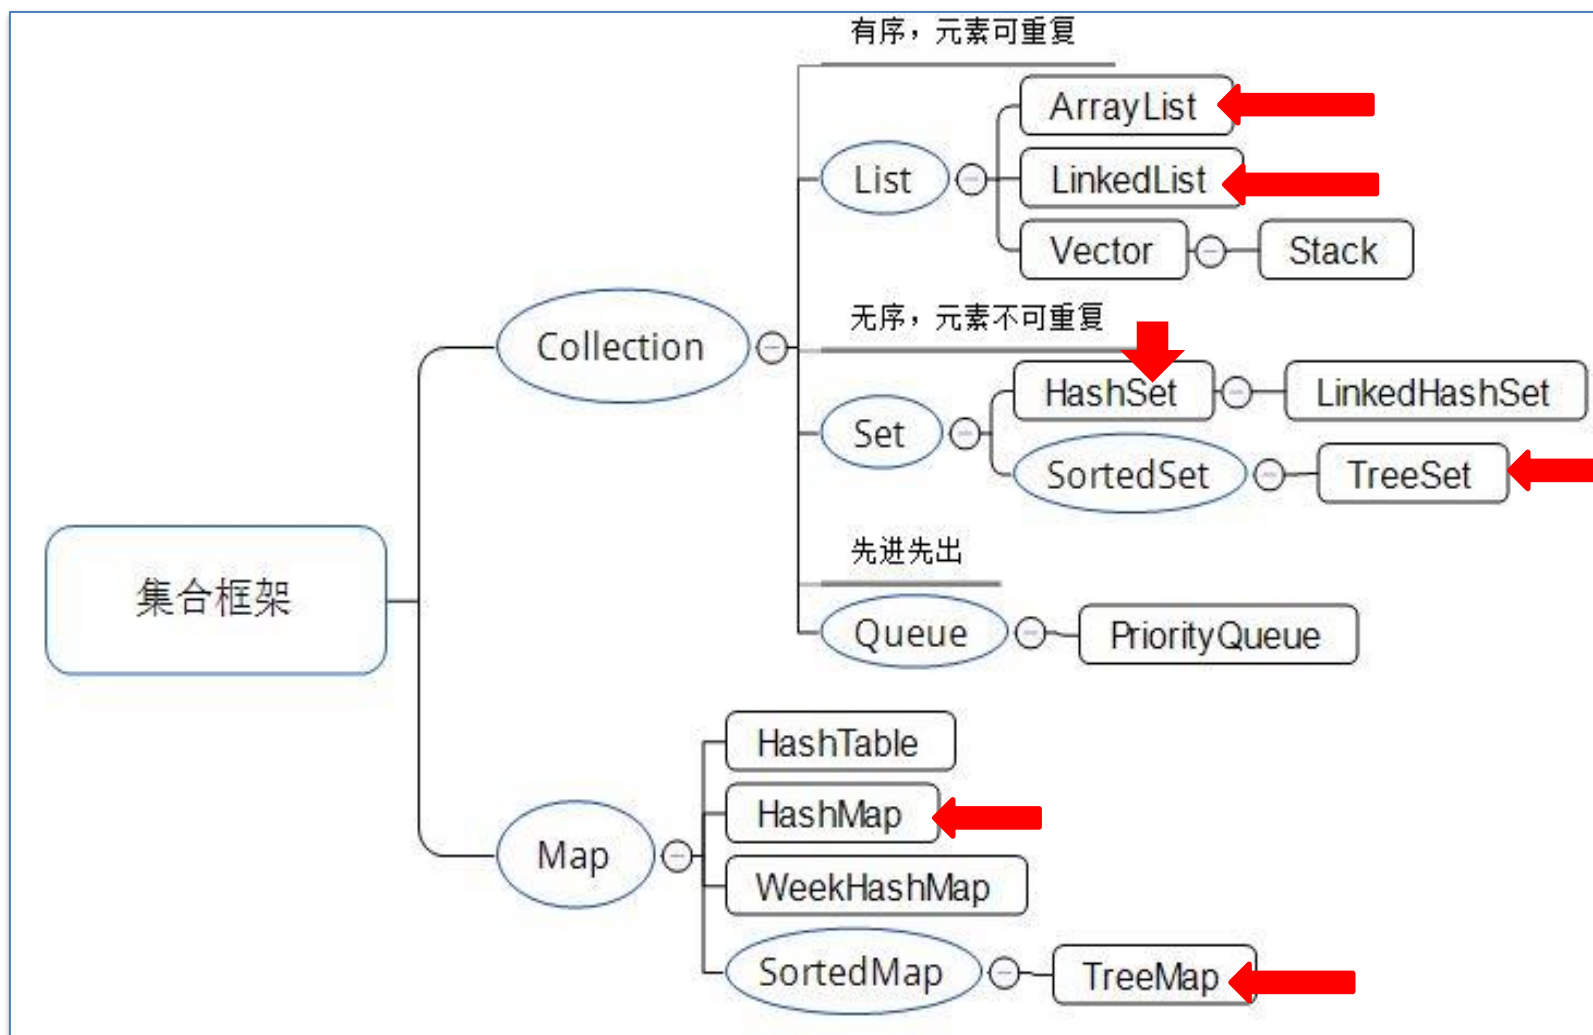 有序，元素可重复
ArrayList
List
LinkedList
Vector
Stack
无序，元素不可重复
Collection
HashSet
LinkedHashSet
Set
SortedSet
TreeSet
先进先出
集合框架
Queue
PriorityQueue
HashTable
HashMap
Map
WeekHashMap
SortedMap
TreeMap